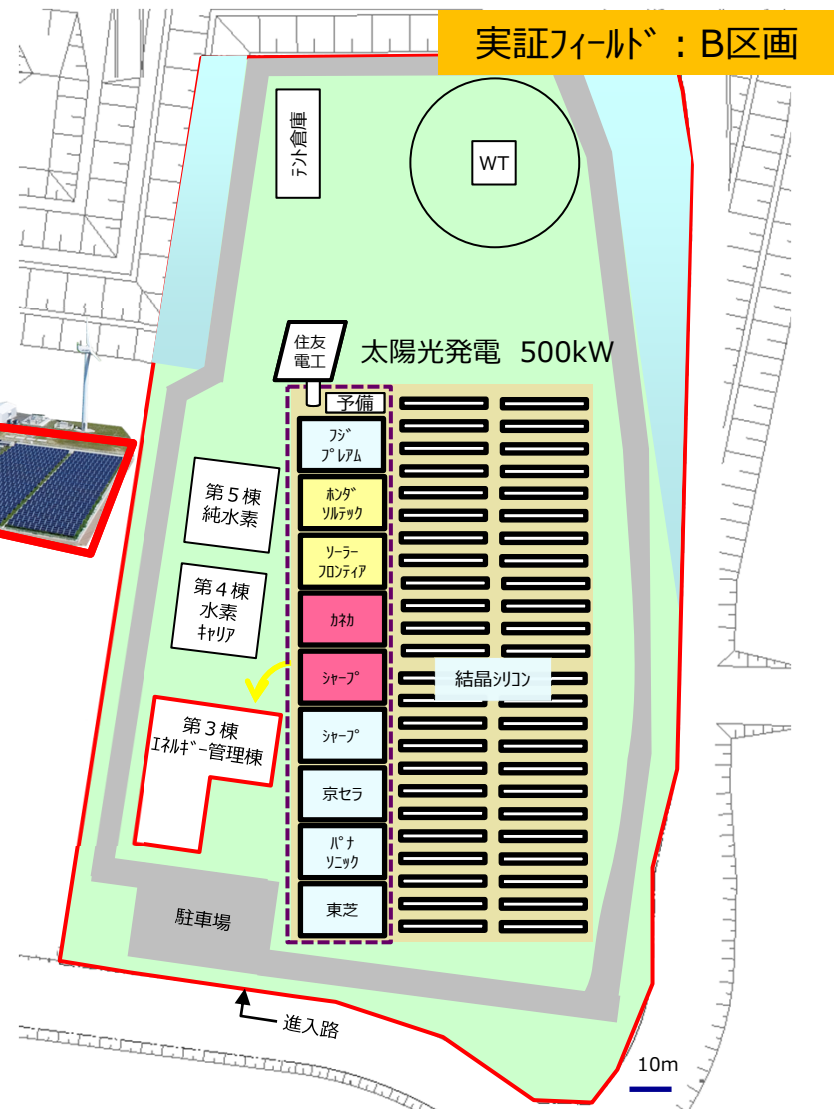 実証ﾌィールド：B区画
ﾃﾝﾄ倉庫
WT
住友
電工
太陽光発電 500kW
予備
ﾌｼﾞ
ﾌﾟﾚｱﾑ
ﾎﾝﾀﾞ
ｿﾙﾃｯｸ
ｿｰﾗｰ
ﾌﾛﾝﾃｨｱ
ｶﾈｶ
ｼｬｰﾌﾟ
結晶ｼﾘｺﾝ
ｼｬｰﾌﾟ
京セラ
ﾊﾟﾅ
ｿﾆｯｸ
東芝
第５棟
純水素
第４棟
水素
ｷｬﾘｱ
第３棟
ｴﾈﾙｷﾞｰ管理棟
駐車場
進入路
10m